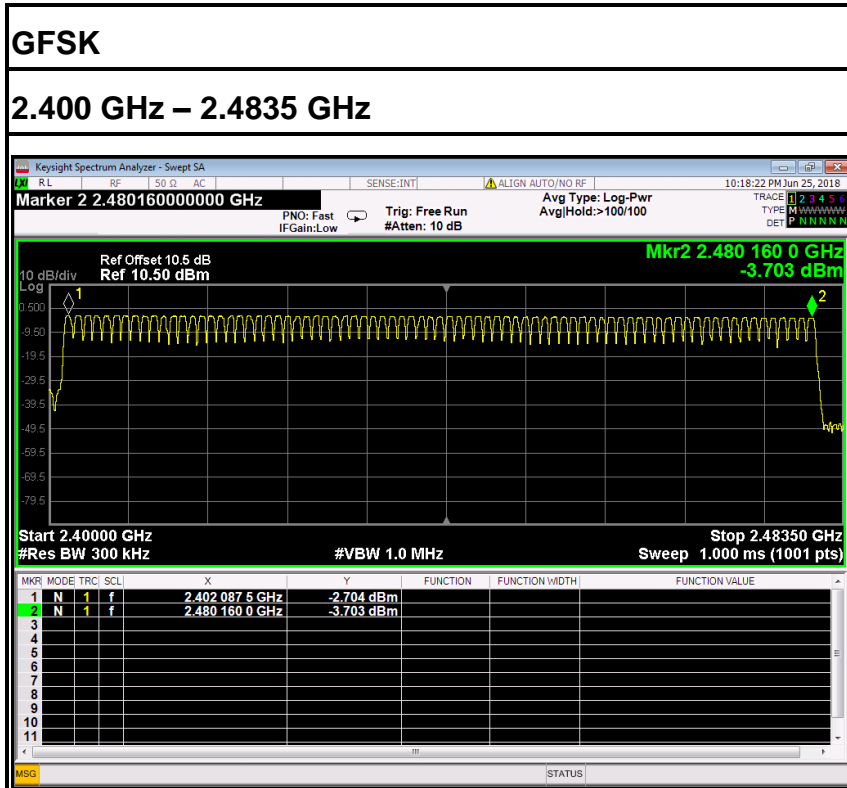 GFSK
2.400 GHz – 2.4835 GHz
Keysight Spectrum Analyzer - Swept SA
LXI RL RF 50 Ω AC SENSE:INT ALIGN AUTO/NO RF 10:18:22 PM Jun 25, 2018
Marker 2 2.480160000000 GHz
PNO: Fast
IFGain:Low
Trig: Free Run
#Atten: 10 dB
Avg Type: Log-Pwr
Avg|Hold:>100/100
TRACE 1 2 3 4 5 6
TYPE M WWWWW
DET P N N N N N
Mkr2 2.480 160 0 GHz
-3.703 dBm
Ref Offset 10.5 dB
10 dB/div Ref 10.50 dBm
Log
1
2
0.500
-9.50
-19.5
-29.5
-39.5
-49.5
-59.5
-69.5
-79.5
Start 2.40000 GHz Stop 2.48350 GHz
#Res BW 300 kHz #VBW 1.0 MHz Sweep 1.000 ms (1001 pts)
MKR MODE TRC SCL X Y FUNCTION FUNCTION WIDTH FUNCTION VALUE
1 N 1 f 2.402 087 5 GHz -2.704 dBm
2 N 1 f 2.480 160 0 GHz -3.703 dBm
3
4
5
6
7
8
9
10
11
MSG STATUS